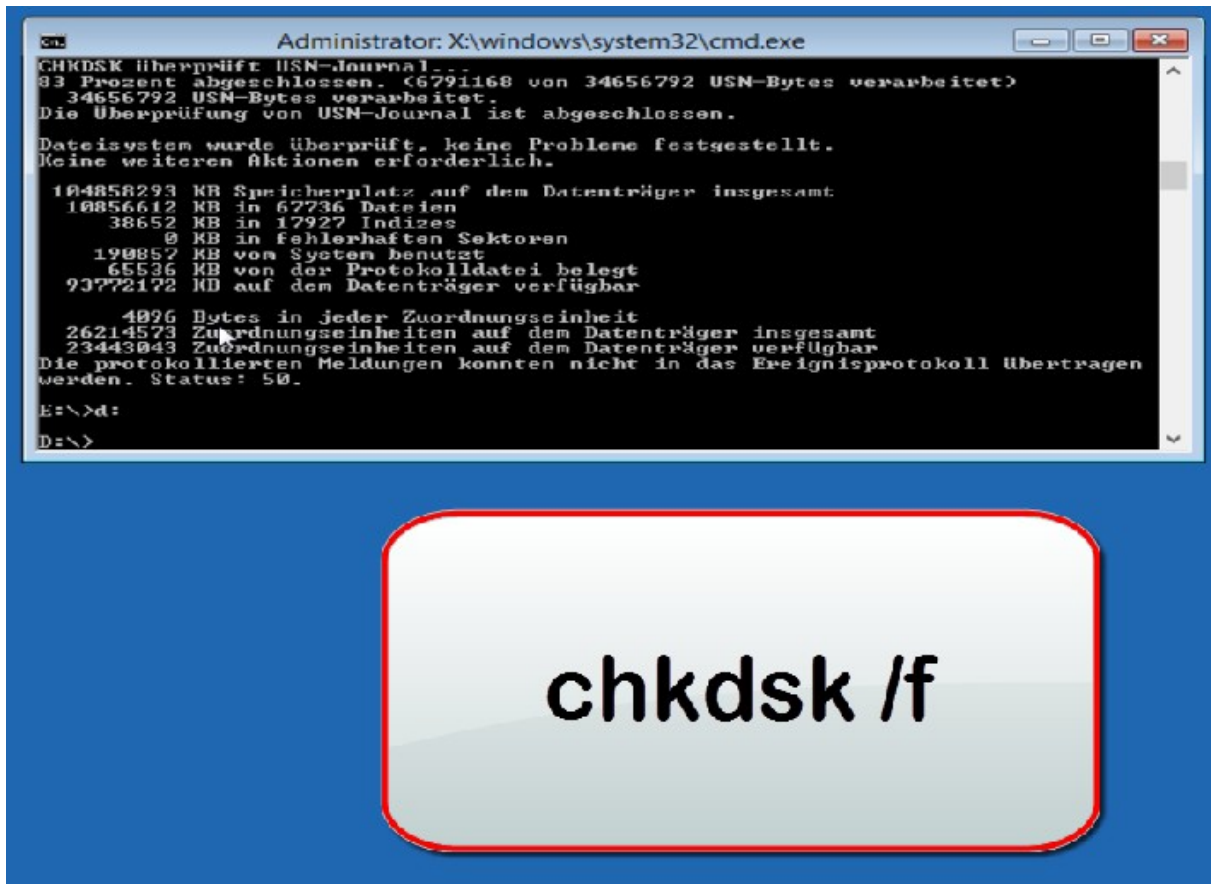 Administrator: X:\windows\system32\cmd.exe
CHKDSK überprüft USN-Journal...
83 Prozent abgeschlossen. (6791168 von 34656792 USN-Bytes verarbeitet)
34656792 USN-Bytes verarbeitet.
Die Überprüfung von USN-Journal ist abgeschlossen.
Dateisystem wurde überprüft, keine Probleme festgestellt.
Keine weiteren Aktionen erforderlich.
104858293 KB Speicherplatz auf dem Datenträger insgesamt
10856612 KB in 67736 Dateien
38652 KB in 17927 Indizes
0 KB in fehlerhaften Sektoren
190857 KB vom System benutzt
65536 KB von der Protokolldatei belegt
93772172 KB auf dem Datenträger verfügbar
4096 Bytes in jeder Zuordnungseinheit
26214573 Zuordnungseinheiten auf dem Datenträger insgesamt
23443043 Zuordnungseinheiten auf dem Datenträger verfügbar
Die protokollierten Meldungen konnten nicht in das Ereignisprotokoll übertragen
werden. Status: 50.
E:\>d:
D:\>
chkdsk /f